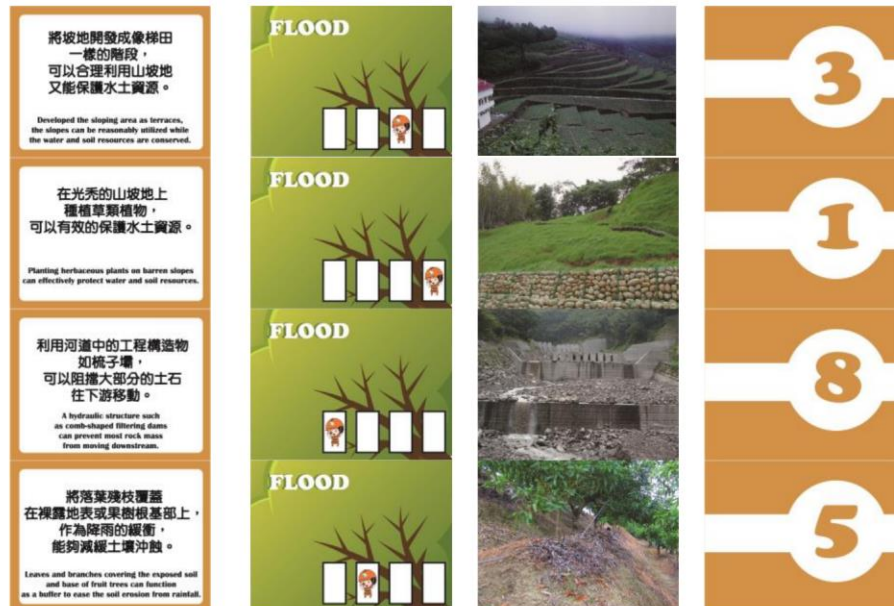 將坡地開發成像梯田
一樣的階段，
可以合理利用山坡地
又能保護水土資源。
Developed the sloping area as terraces,
the slopes can be reasonably utilized while
the water and soil resources are conserved.
FLOOD
3
在光禿的山坡地上
種植草類植物，
可以有效的保護水土資源。
Planting herbaceous plants on barren slopes
can effectively protect water and soil resources.
FLOOD
1
利用河道中的工程構造物
如梳子壩，
可以阻擋大部分的土石
往下游移動。
A hydraulic structure such
as comb-shaped filtering dams
can prevent most rock mass
from moving downstream.
FLOOD
8
將落葉殘枝覆蓋
在裸露地表或果樹根基部上，
作為降雨的緩衝，
能夠減緩土壤沖蝕。
Leaves and branches covering the exposed soil
and base of fruit trees can function
as a buffer to ease the soil erosion from rainfall.
FLOOD
5